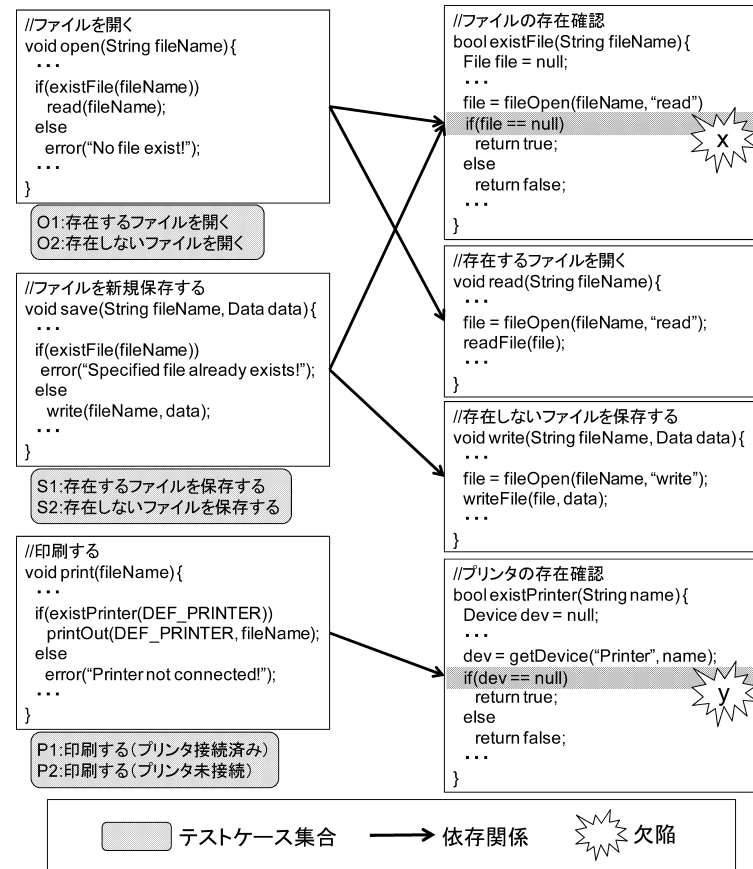 //ファイルを開く
void open(String fileName){
・・・
if(existFile(fileName))
read(fileName);
else
error("No file exist!");
・・・
}
O1:存在するファイルを開く
O2:存在しないファイルを開く
//ファイルを新規保存する
void save(String fileName, Data data){
・・・
if(existFile(fileName))
error("Specified file already exists!");
else
write(fileName, data);
・・・
}
S1:存在するファイルを保存する
S2:存在しないファイルを保存する
//印刷する
void print(fileName){
・・・
if(existPrinter(DEF_PRINTER))
printOut(DEF_PRINTER, fileName);
else
error("Printer not connected!");
・・・
}
P1:印刷する(プリンタ接続済み)
P2:印刷する(プリンタ未接続)
//ファイルの存在確認
bool existFile(String fileName){
File file = null;
・・・
file = fileOpen(fileName, "read")
if(file == null)
x
return true;
else
return false;
・・・
}
//存在するファイルを開く
void read(String fileName){
・・・
file = fileOpen(fileName, "read");
readFile(file);
・・・
}
//存在しないファイルを保存する
void write(String fileName, Data data){
・・・
file = fileOpen(fileName, "write");
writeFile(file, data);
・・・
}
//プリンタの存在確認
bool existPrinter(String name){
Device dev = null;
・・・
dev = getDevice("Printer", name);
if(dev == null)
y
return true;
else
return false;
・・・
}
テストケース集合
依存関係
欠陥